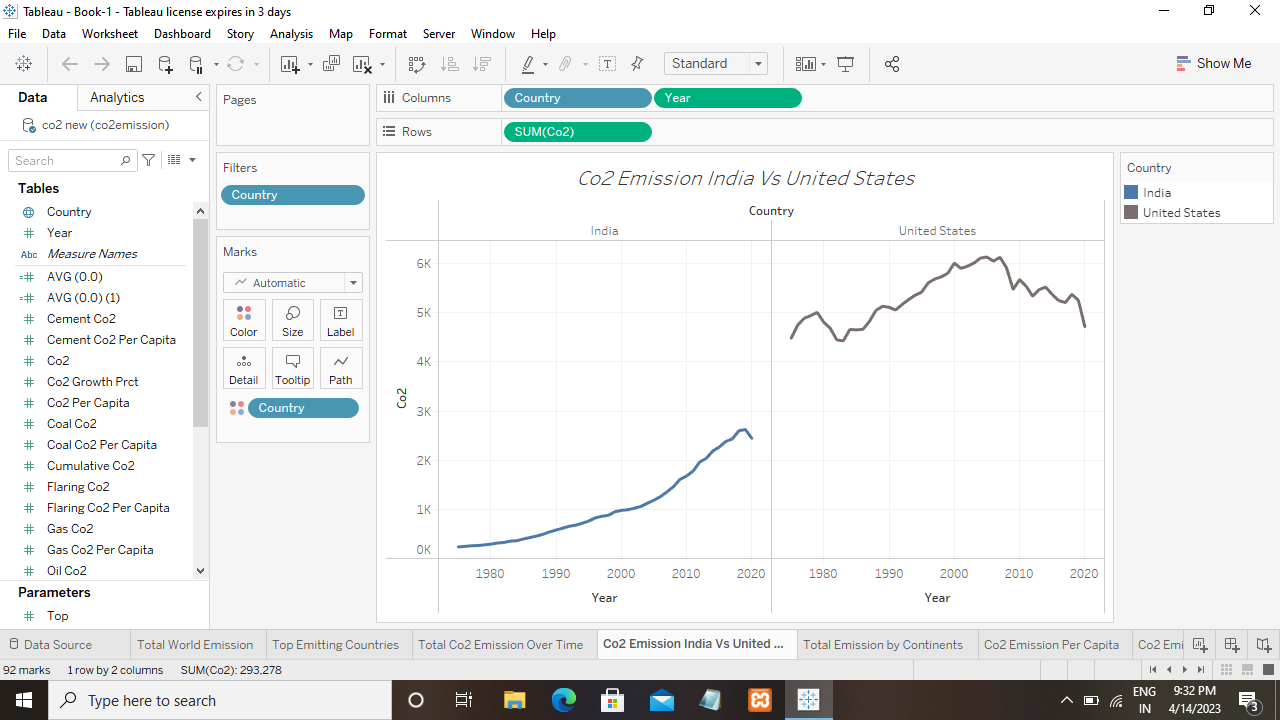 Tableau - Book-1 - Tableau license expires in 3 days
File Data Worksheet Dashboard Story Analysis Map Format Server Window Help
Standard
Show Me
Data Analytics
co2 new (co2emission)
Search
Tables
Country
Year
Abc Measure Names
AVG (0.0)
AVG (0.0) (1)
Cement Co2
Cement Co2 Per Capita
Co2
Co2 Growth Prct
Co2 Per Capita
Coal Co2
Coal Co2 Per Capita
Cumulative Co2
Flaring Co2
Flaring Co2 Per Capita
Gas Co2
Gas Co2 Per Capita
Oil Co2
Parameters
Top
Pages
Filters
Country
Marks
Automatic
Color Size Label
Detail Tooltip Path
Country
Columns Country Year
Rows SUM(Co2)
Co2 Emission India Vs United States
Country
India United States
6K
5K
4K
3K
2K
1K
0K
Co2
1980 1990 2000 2010 2020 1980 1990 2000 2010 2020
Year Year
Country
India
United States
Data Source Total World Emission Top Emitting Countries Total Co2 Emission Over Time Co2 Emission India Vs United ... Total Emission by Continents Co2 Emission Per Capita Co2 Emi
92 marks 1 row by 2 columns SUM(Co2): 293,278
Type here to search
ENG
IN
9:32 PM
4/14/2023
3